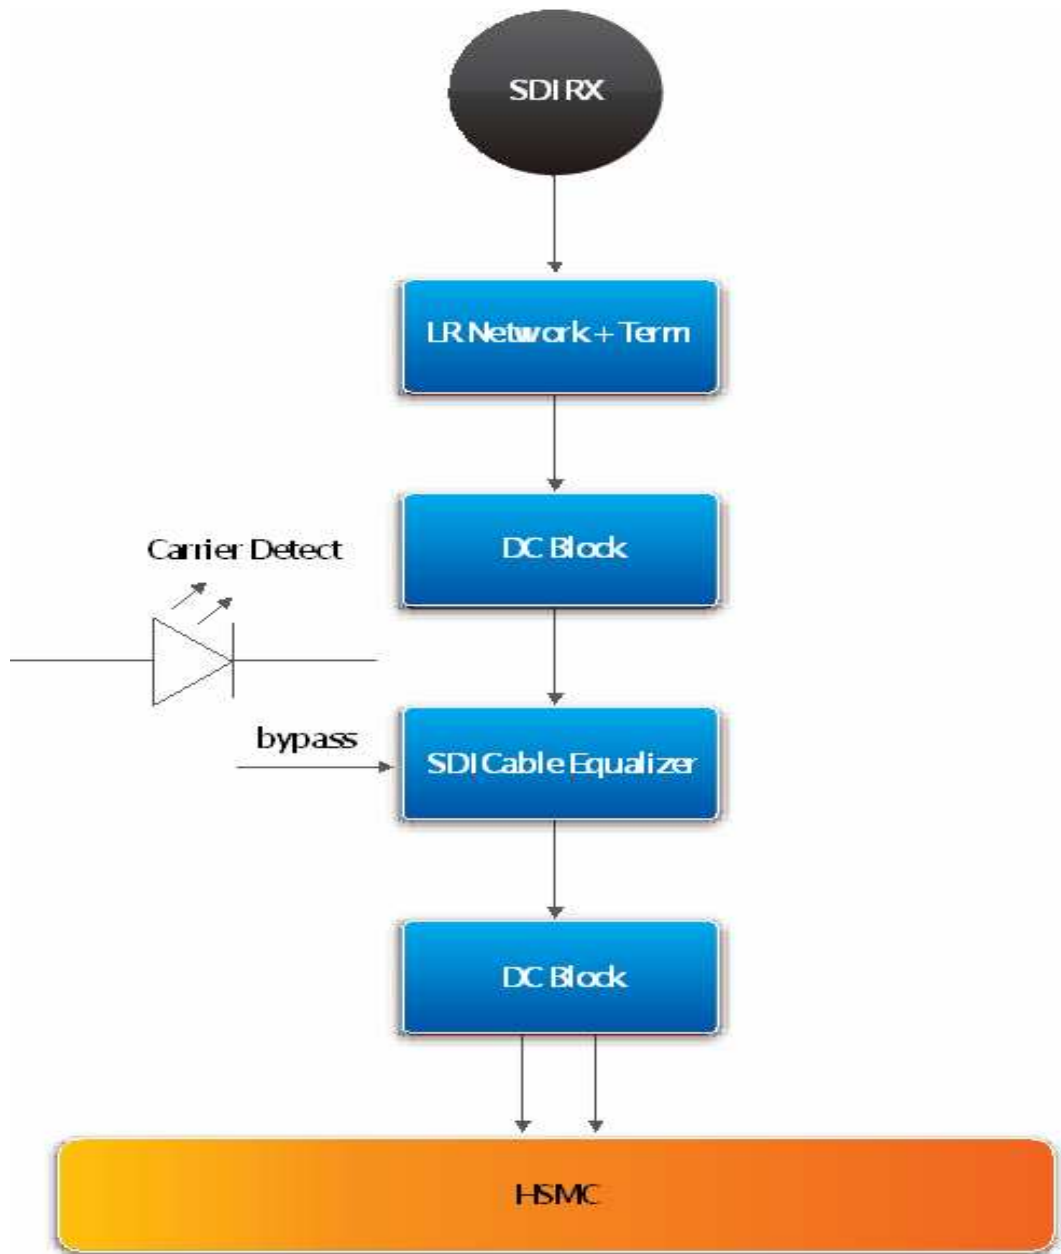 SDI RX
LR Network + Term
DC Block
Carrier Detect
bypass
SDI Cable Equalizer
DC Block
HSMC